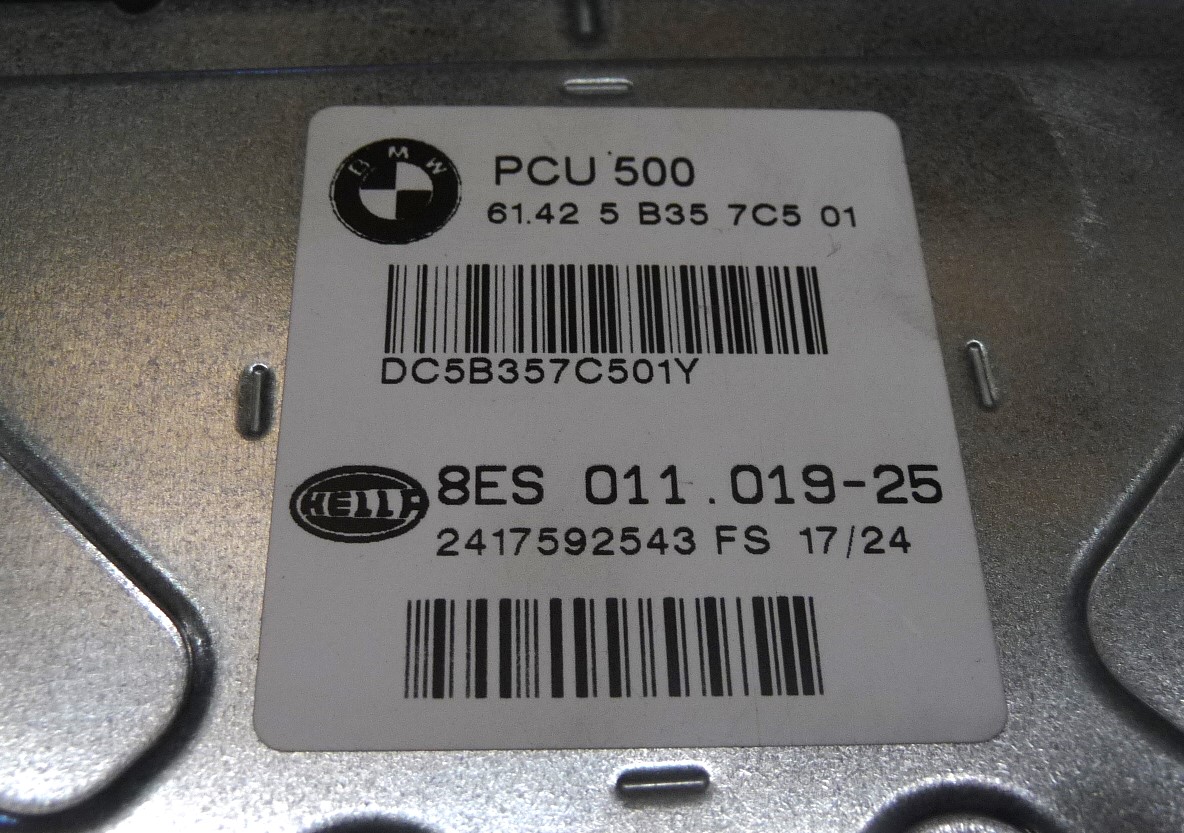 BMW
PCU 500
61.42 5 B35 7C5 01
DC5B357C501Y
HELLA
8ES 011.019-25
2417592543 FS 17/24